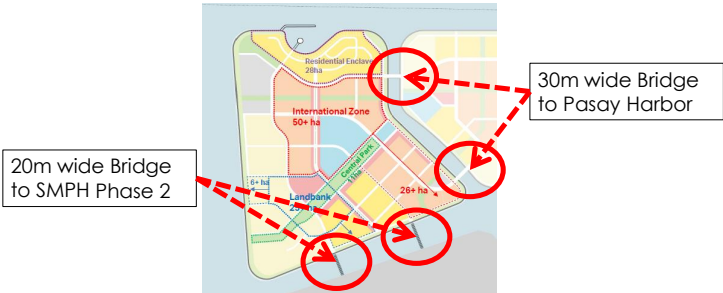 Residential Enclave
28ha
International Zone
50+ ha
30m wide Bridge
to Pasay Harbor
20m wide Bridge
to SMPH Phase 2
6+ ha
Central Park
26+ ha
Landbank